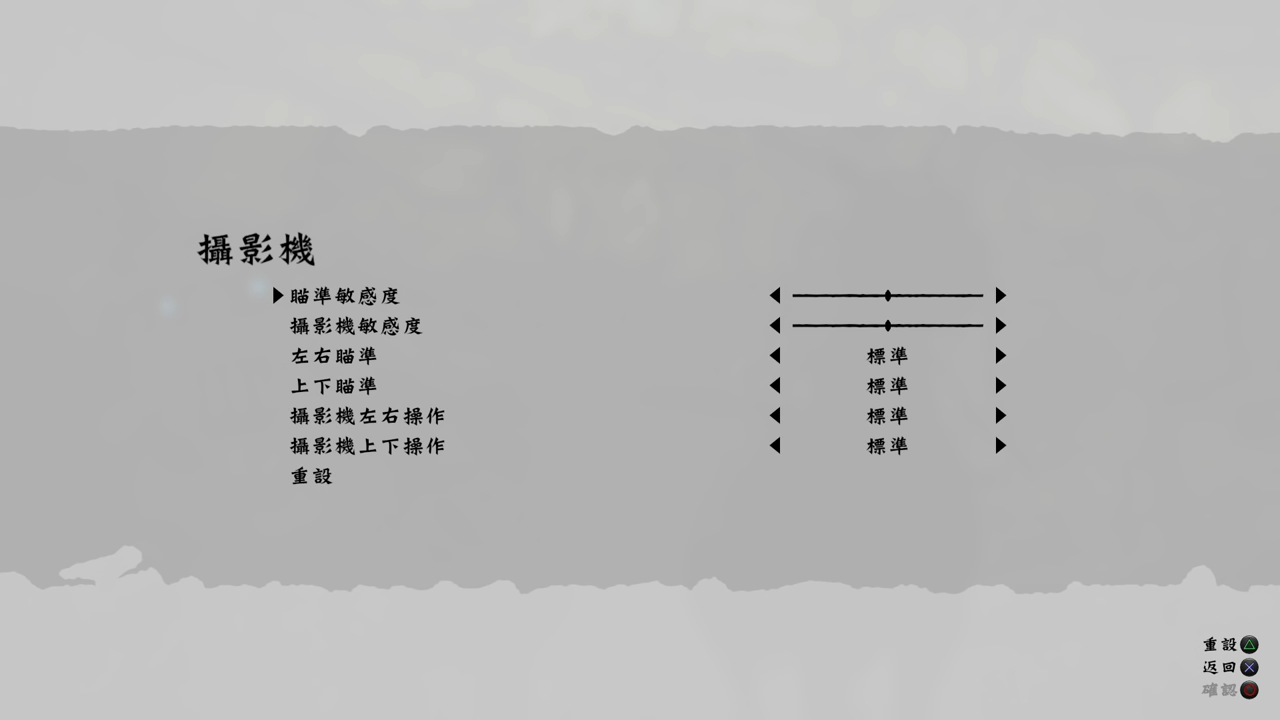 攝影機
瞄準敏感度
攝影機敏感度
左右瞄準 標準
上下瞄準 標準
攝影機左右操作 標準
攝影機上下操作 標準
重設
重設
返回
確認